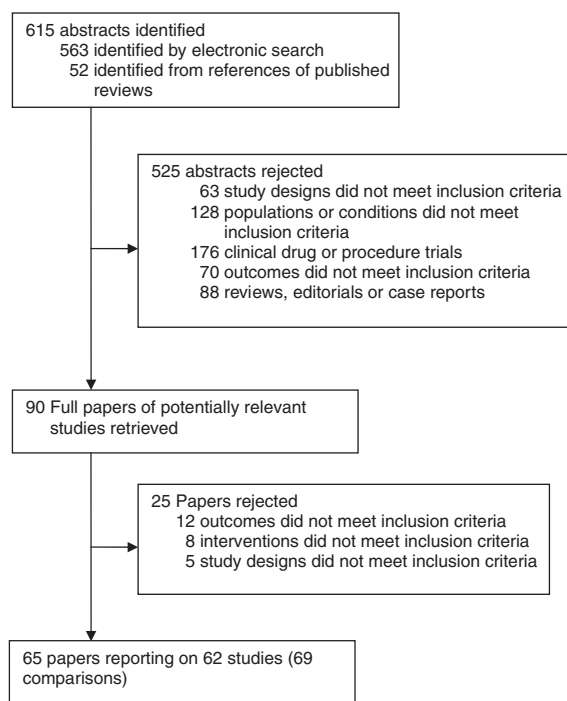 615 abstracts identified
563 identified by electronic search
52 identified from references of published
reviews
525 abstracts rejected
63 study designs did not meet inclusion criteria
128 populations or conditions did not meet
inclusion criteria
176 clinical drug or procedure trials
70 outcomes did not meet inclusion criteria
88 reviews, editorials or case reports
90 Full papers of potentially relevant
studies retrieved
25 Papers rejected
12 outcomes did not meet inclusion criteria
8 interventions did not meet inclusion criteria
5 study designs did not meet inclusion criteria
65 papers reporting on 62 studies (69
comparisons)